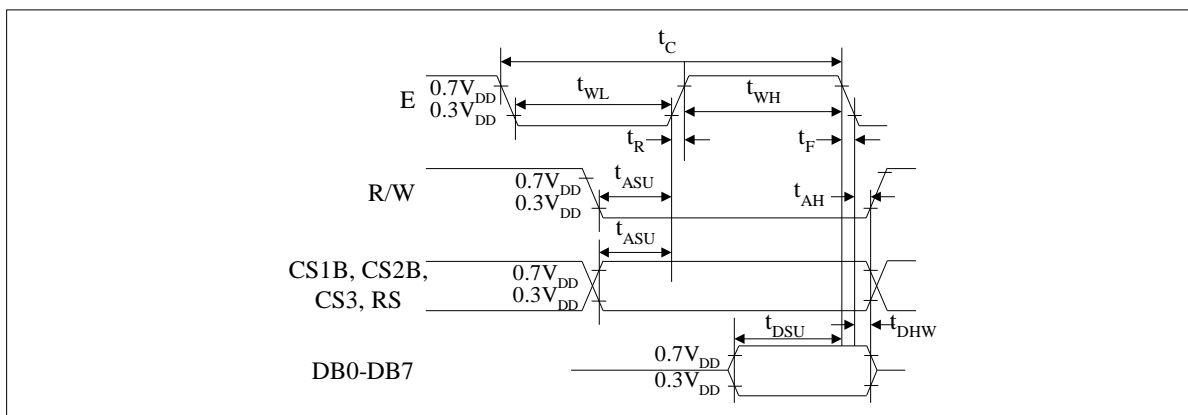 t_C
0.7V_DD
E
t_WL
t_WH
0.3V_DD
t_R
t_F
R/W
0.7V_DD
t_ASU
0.3V_DD
t_AH
t_ASU
CS1B, CS2B,
0.7V_DD
CS3, RS
0.3V_DD
t_DSU
t_DHW
0.7V_DD
DB0-DB7
0.3V_DD